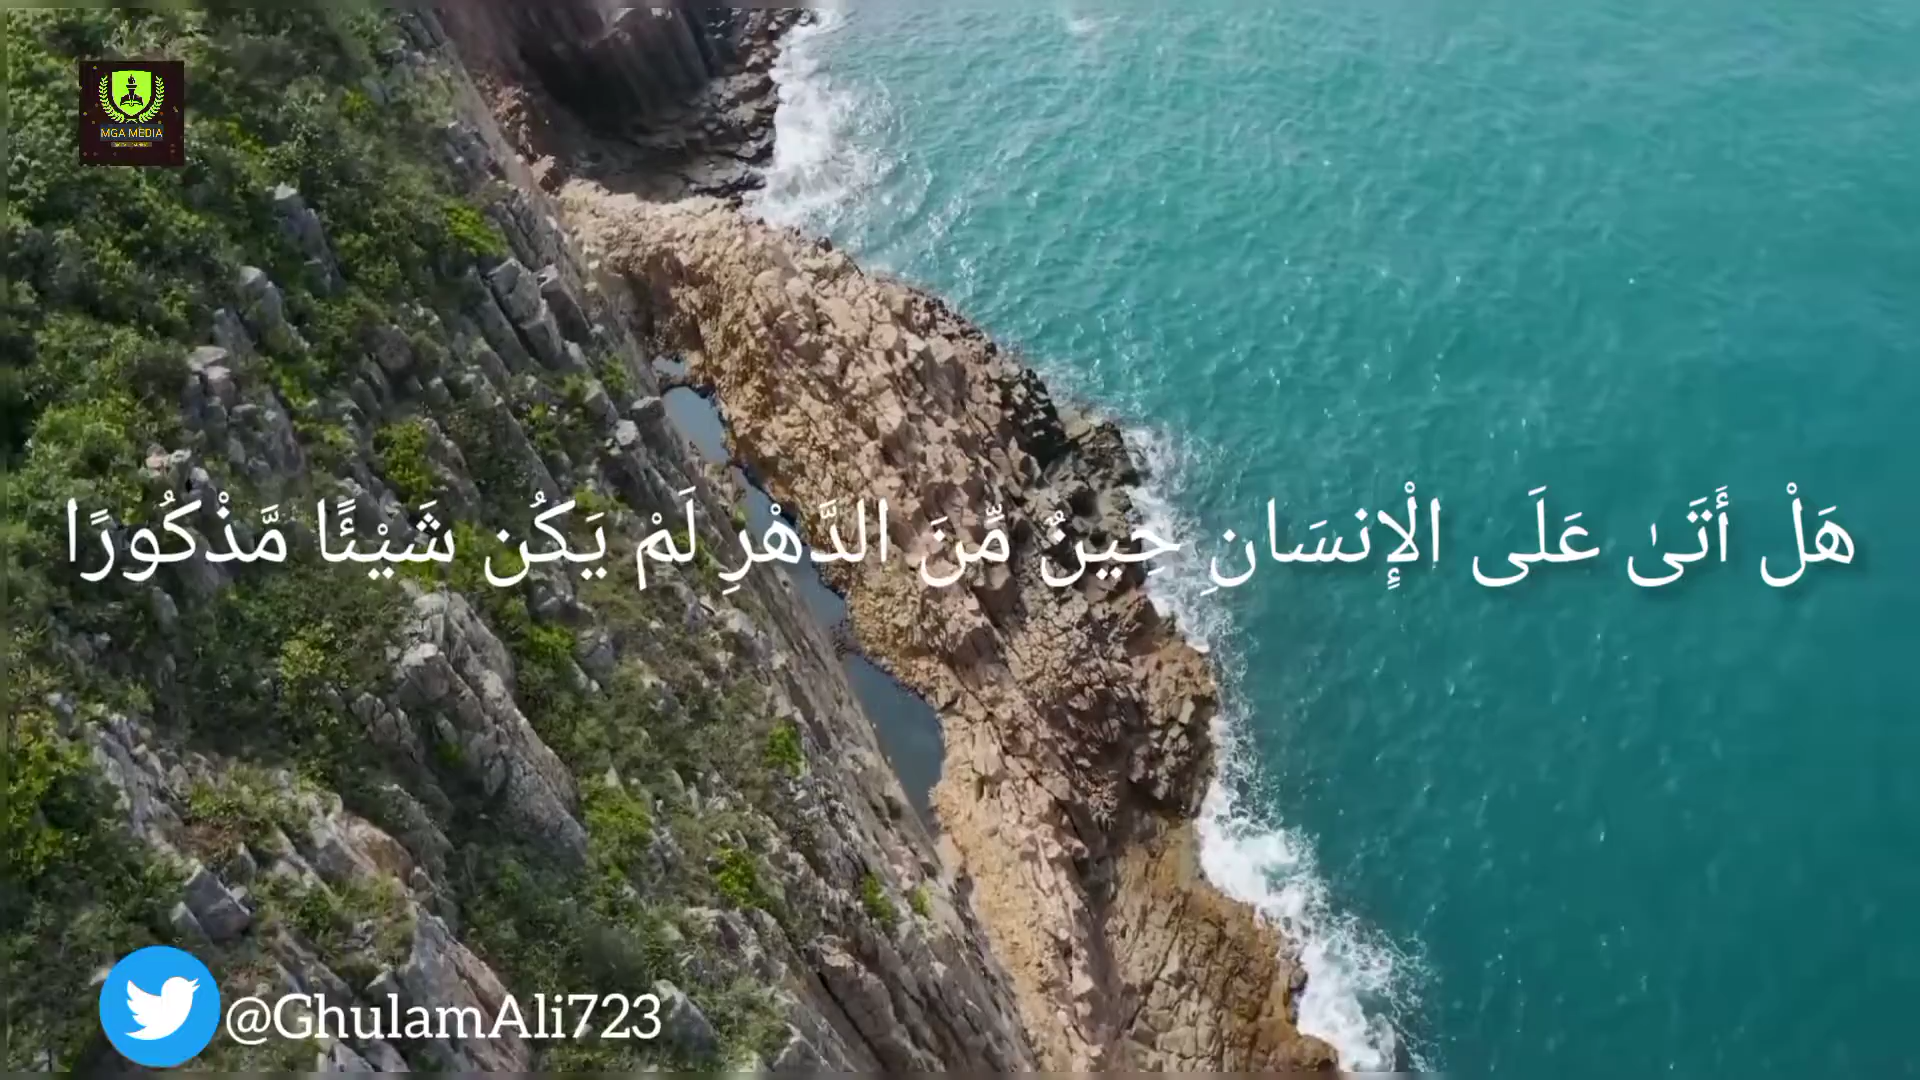 MGA MEDIA
هَلْ أَتَىٰ عَلَى الْإِنسَانِ حِينٌ مِّنَ الدَّهْرِ لَمْ يَكُن شَيْئًا مَّذْكُورًا
@GhulamAli723